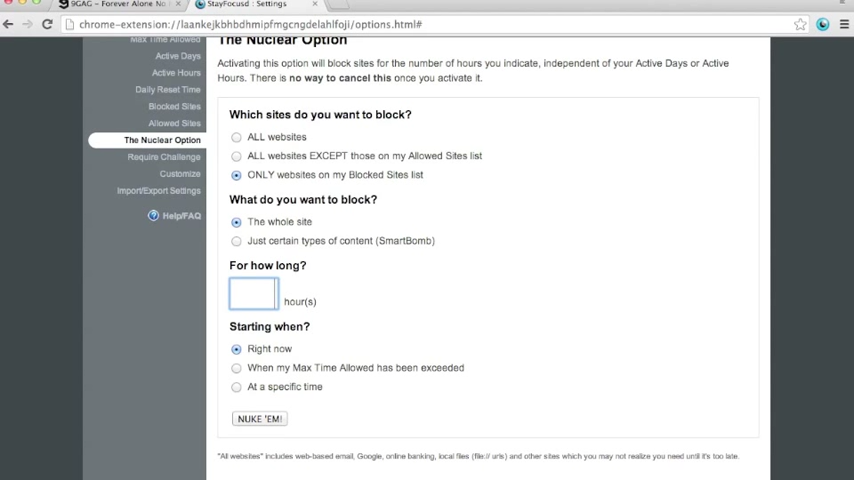 9GAG – Forever Alone No
StayFocusd : Settings
chrome-extension://laankejkbhbdhmipfmgcngdelahlfoji/options.html#
Max Time Allowed
Active Days
Active Hours
Daily Reset Time
Blocked Sites
Allowed Sites
The Nuclear Option
Require Challenge
Customize
Import/Export Settings
? Help/FAQ
The Nuclear Option
Activating this option will block sites for the number of hours you indicate, independent of your Active Days or Active
Hours. There is no way to cancel this once you activate it.
Which sites do you want to block?
ALL websites
ALL websites EXCEPT those on my Allowed Sites list
ONLY websites on my Blocked Sites list
What do you want to block?
The whole site
Just certain types of content (SmartBomb)
For how long?
hour(s)
Starting when?
Right now
When my Max Time Allowed has been exceeded
At a specific time
NUKE 'EM!
"All websites" includes web-based email, Google, online banking, local files (file:// urls) and other sites which you may not realize you need until it's too late.